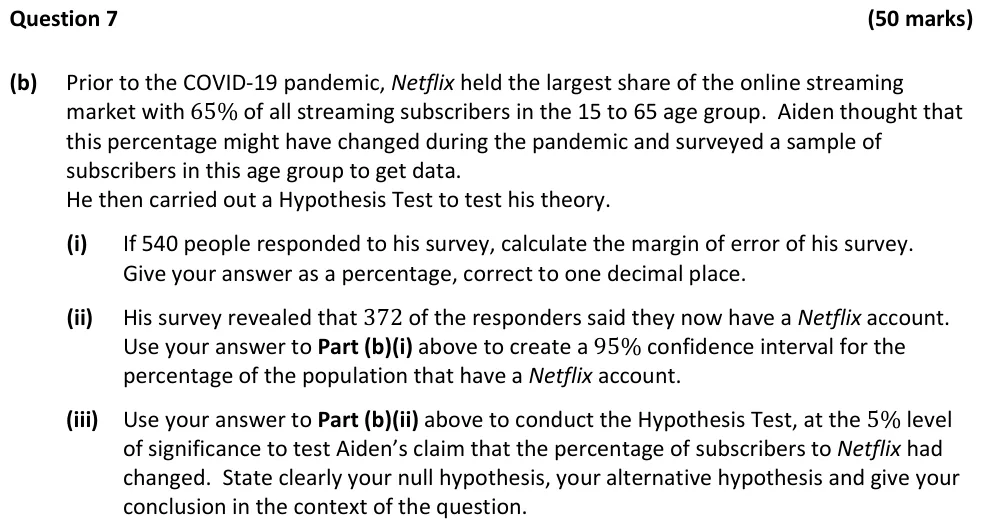 Question 7 (50 marks)
(b) Prior to the COVID-19 pandemic, Netflix held the largest share of the online streaming
market with 65% of all streaming subscribers in the 15 to 65 age group. Aiden thought that
this percentage might have changed during the pandemic and surveyed a sample of
subscribers in this age group to get data.
He then carried out a Hypothesis Test to test his theory.
(i) If 540 people responded to his survey, calculate the margin of error of his survey.
Give your answer as a percentage, correct to one decimal place.
(ii) His survey revealed that 372 of the responders said they now have a Netflix account.
Use your answer to Part (b)(i) above to create a 95% confidence interval for the
percentage of the population that have a Netflix account.
(iii) Use your answer to Part (b)(ii) above to conduct the Hypothesis Test, at the 5% level
of significance to test Aiden's claim that the percentage of subscribers to Netflix had
changed. State clearly your null hypothesis, your alternative hypothesis and give your
conclusion in the context of the question.